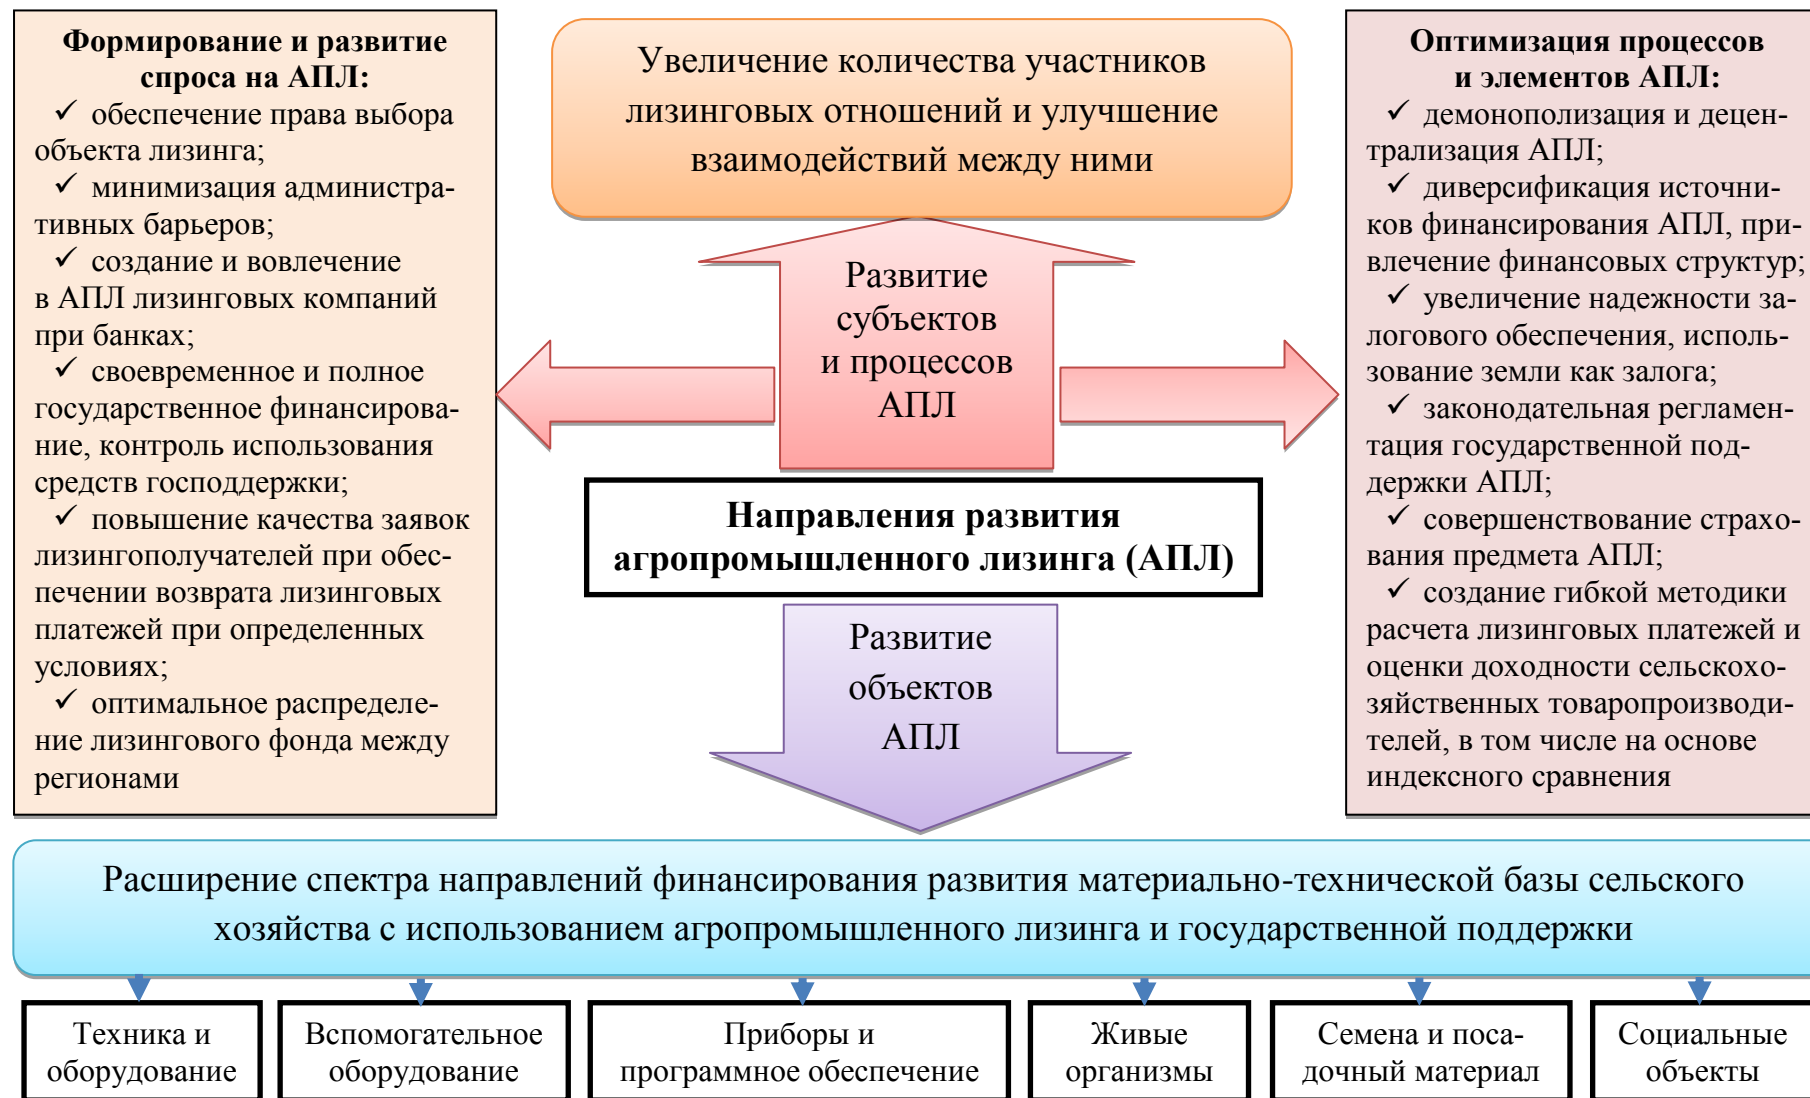 Формирование и развитие
спроса на АПЛ:
✓ обеспечение права выбора
объекта лизинга;
✓ минимизация администра-
тивных барьеров;
✓ создание и вовлечение
в АПЛ лизинговых компаний
при банках;
✓ своевременное и полное
государственное финансирова-
ние, контроль использования
средств господдержки;
✓ повышение качества заявок
лизингополучателей при обес-
печении возврата лизинговых
платежей при определенных
условиях;
✓ оптимальное распределе-
ние лизингового фонда между
регионами
Увеличение количества участников
лизинговых отношений и улучшение
взаимодействий между ними
Развитие
субъектов
и процессов
АПЛ
Направления развития
агропромышленного лизинга (АПЛ)
Развитие
объектов
АПЛ
Оптимизация процессов
и элементов АПЛ:
✓ демонополизация и децен-
трализация АПЛ;
✓ диверсификация источни-
ков финансирования АПЛ, при-
влечение финансовых структур;
✓ увеличение надежности за-
логового обеспечения, исполь-
зование земли как залога;
✓ законодательная регламен-
тация государственной под-
держки АПЛ;
✓ совершенствование страхо-
вания предмета АПЛ;
✓ создание гибкой методики
расчета лизинговых платежей и
оценки доходности сельскохо-
зяйственных товаропроизводи-
телей, в том числе на основе
индексного сравнения
Расширение спектра направлений финансирования развития материально-технической базы сельского
хозяйства с использованием агропромышленного лизинга и государственной поддержки
Техника и
оборудование
Вспомогательное
оборудование
Приборы и
программное обеспечение
Живые
организмы
Семена и поса-
дочный материал
Социальные
объекты